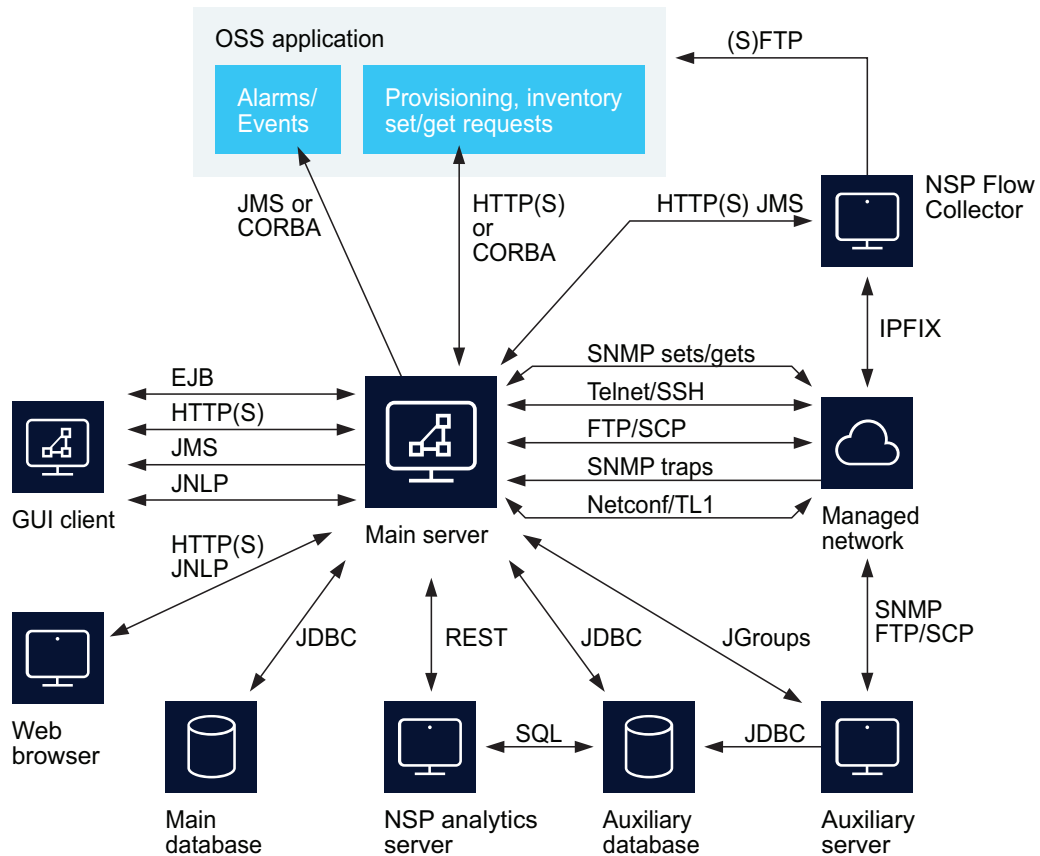 OSS application
(S)FTP
Alarms/
Events
Provisioning, inventory
set/get requests
JMS or
CORBA
HTTP(S)
or
CORBA
HTTP(S) JMS
NSP Flow
Collector
IPFIX
EJB
HTTP(S)
JMS
JNLP
GUI client
SNMP sets/gets
Telnet/SSH
FTP/SCP
SNMP traps
Netconf/TL1
Main server
Managed
network
HTTP(S)
JNLP
JDBC
REST
JDBC
JGroups
SNMP
FTP/SCP
Web
browser
SQL
JDBC
Main
database
NSP analytics
server
Auxiliary
database
Auxiliary
server